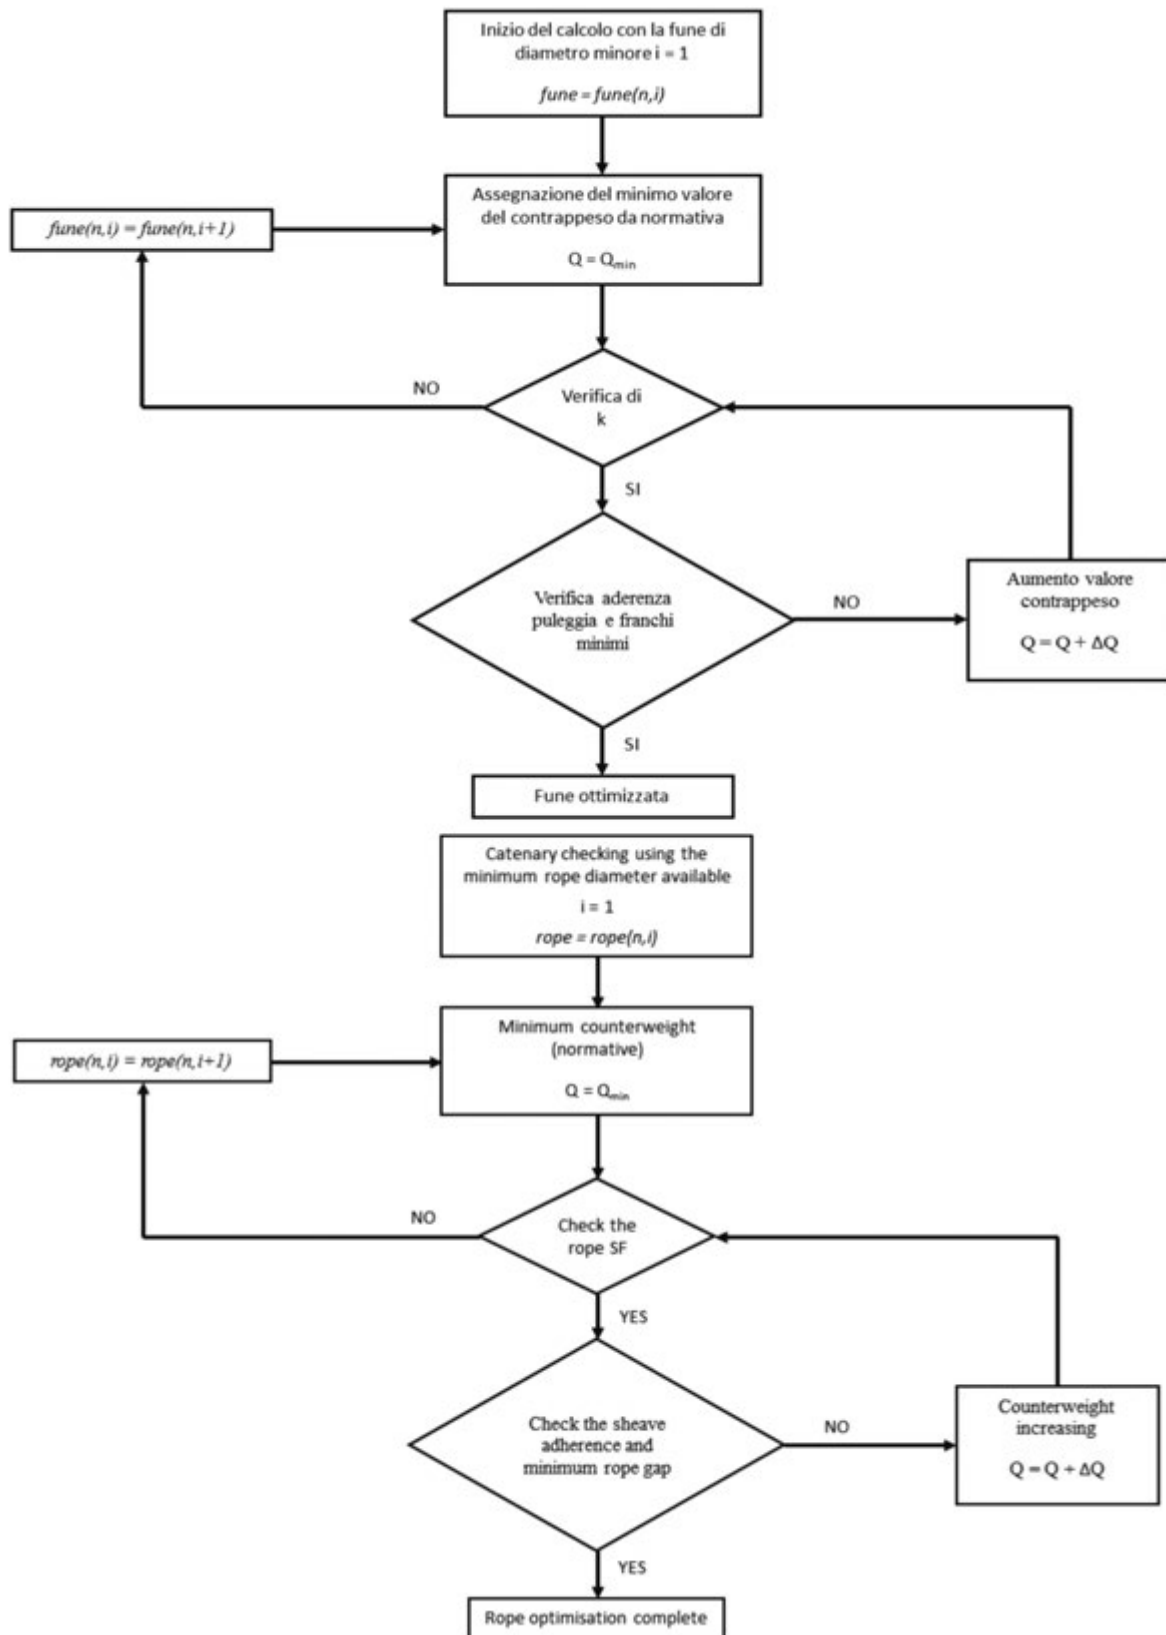 Inizio del calcolo con la fune di
diametro minore i = 1
fune = fune(n,i)
Assegnazione del minimo valore
del contrappeso da normativa
Q = Qmin
fune(n,i) = fune(n,i+1)
NO
Verifica di
k
SI
Verifica aderenza
puleggia e franchi
minimi
NO
Aumento valore
contrappeso
Q = Q + ΔQ
SI
Fune ottimizzata
Catenary checking using the
minimum rope diameter available
i = 1
rope = rope(n,i)
Minimum counterweight
(normative)
Q = Qmin
rope(n,i) = rope(n,i+1)
NO
Check the
rope SF
YES
Check the sheave
adherence and
minimum rope gap
NO
Counterweight
increasing
Q = Q + ΔQ
YES
Rope optimisation complete